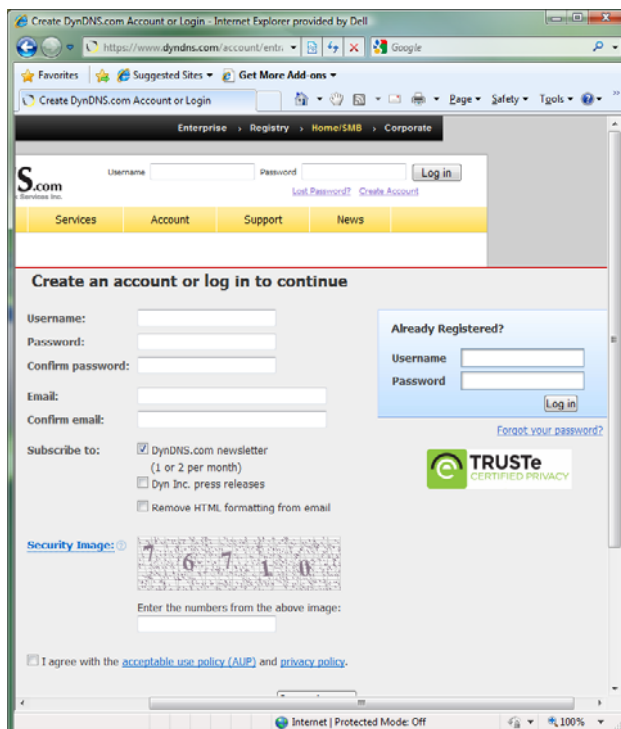 Create DynDNS.com Account or Login - Internet Explorer provided by Dell
https://www.dyndns.com/account/entr
Google
Favorites Suggested Sites Get More Add-ons
Create DynDNS.com Account or Login
Page Safety Tools
Enterprise > Registry > Home/SMB > Corporate
S.com
Services Inc.
Username Password Log in
Lost Password? Create Account
Services Account Support News
Create an account or log in to continue
Username:
Password:
Confirm password:
Email:
Confirm email:
Subscribe to: DynDNS.com newsletter
(1 or 2 per month)
Dyn Inc. press releases
Remove HTML formatting from email
Security Image:
7 6 7 1 0
Enter the numbers from the above image:
I agree with the acceptable use policy (AUP) and privacy policy.
Already Registered?
Username
Password
Log in
Forgot your password?
TRUSTe
CERTIFIED PRIVACY
Internet | Protected Mode: Off
100%